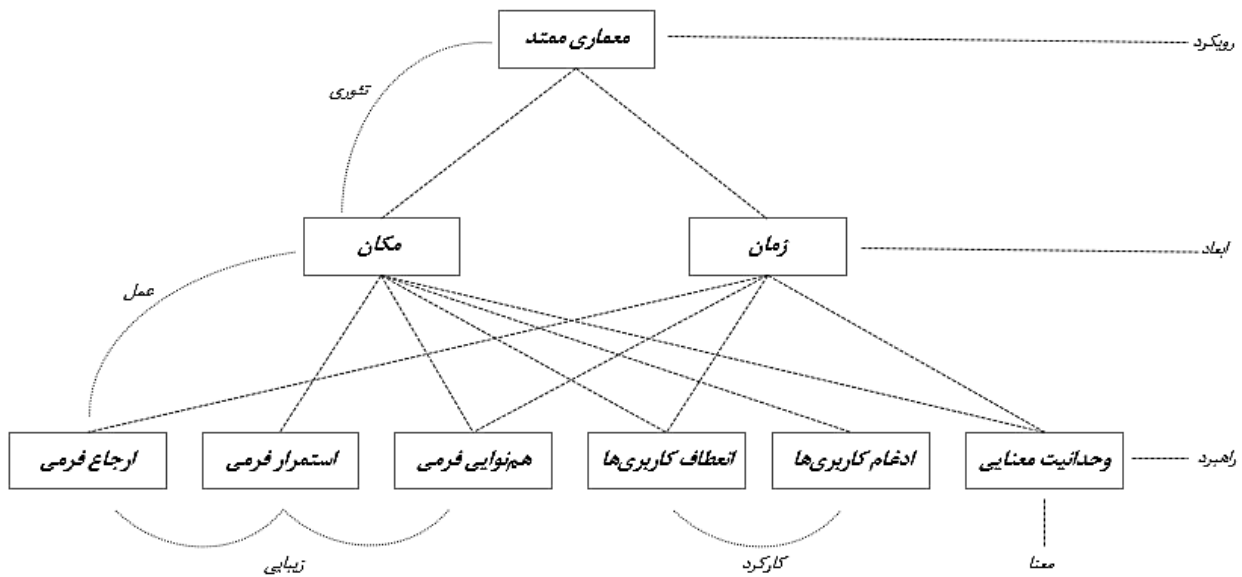 معماری ممتد
رویکرد
تئوری
زمان
مکان
ابعاد
عمل
وحدانیت معنایی
ادغام کاربری‌ها
انعطاف کاربری‌ها
هم‌نوایی فرمی
استمرار فرمی
ارجاع فرمی
راهبرد
معنا
کارکرد
زیبایی